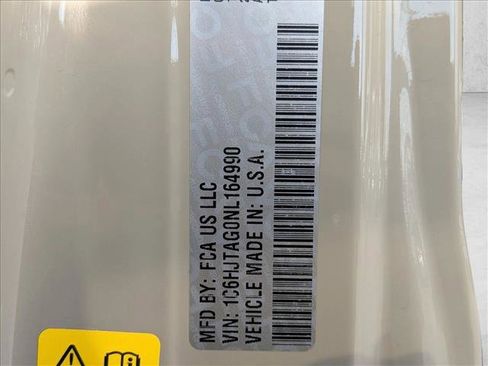 MFD BY: FCA US LLC
VIN: 1C6HJTAG0NL164990
VEHICLE MADE IN: U.S.A.